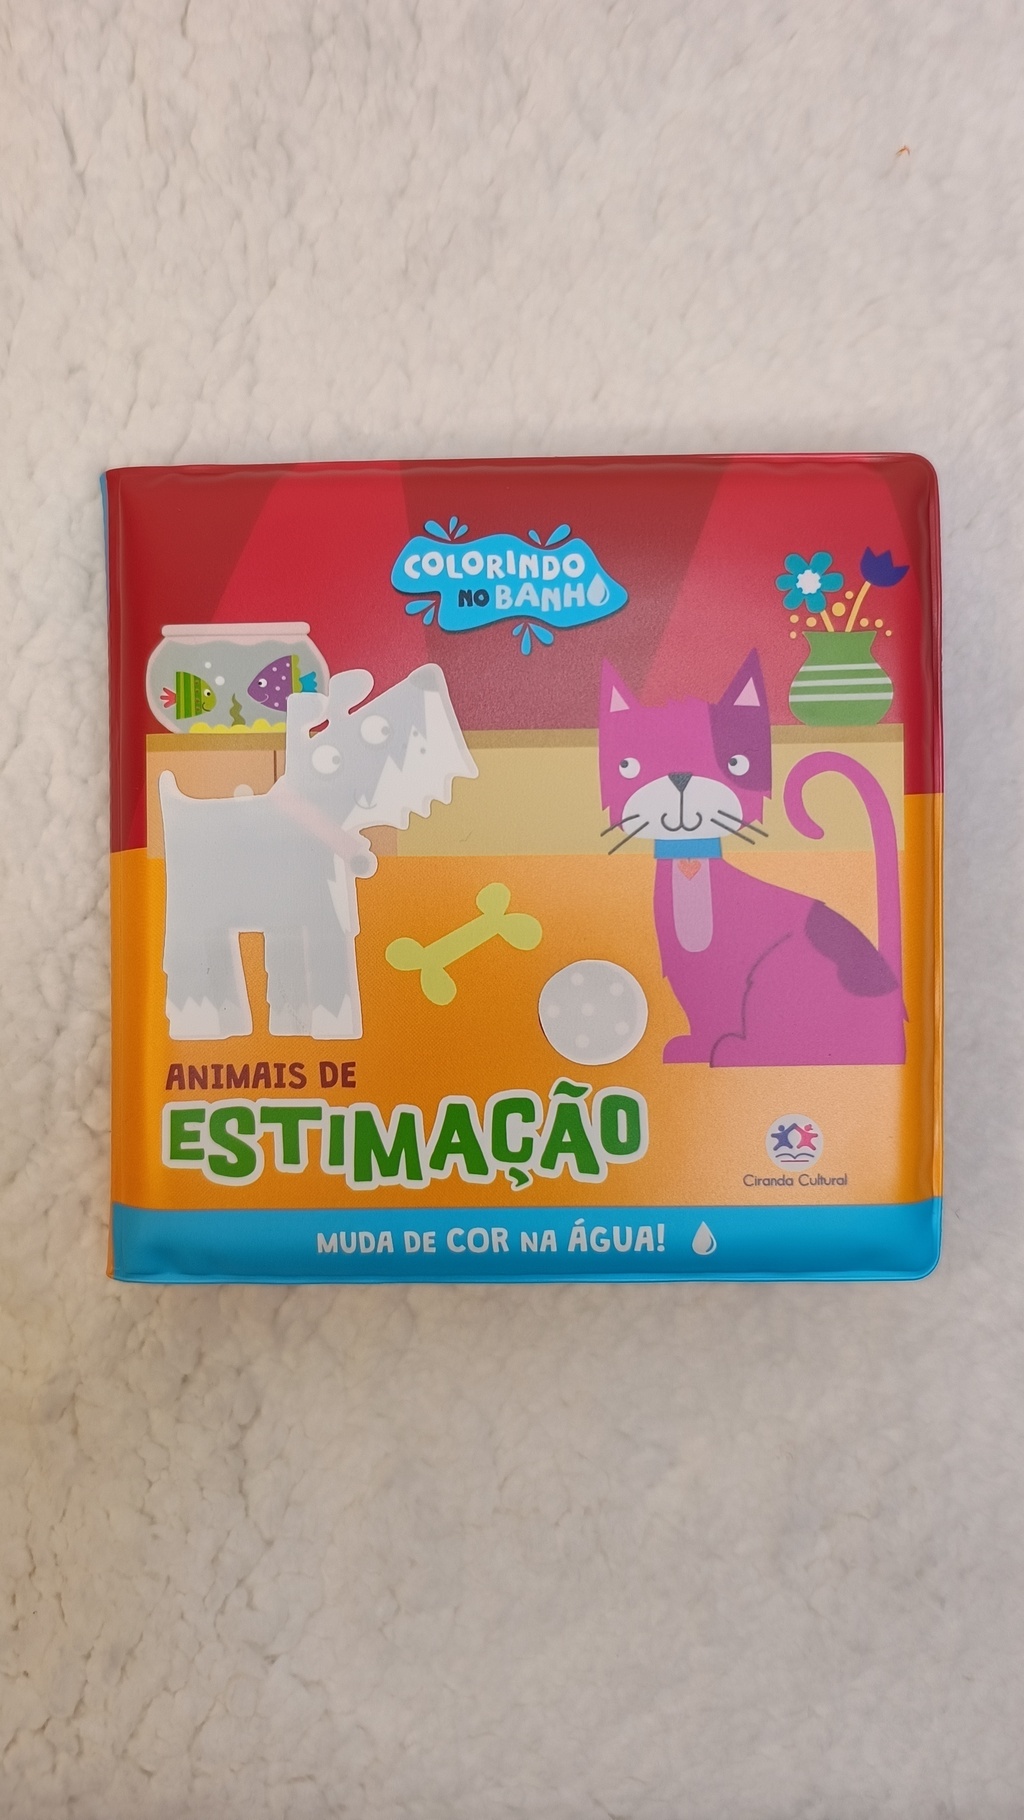 COLORINDO
NO BANHO
ANIMAIS DE
ESTIMAÇÃO
Ciranda Cultural
MUDA DE COR NA ÁGUA!